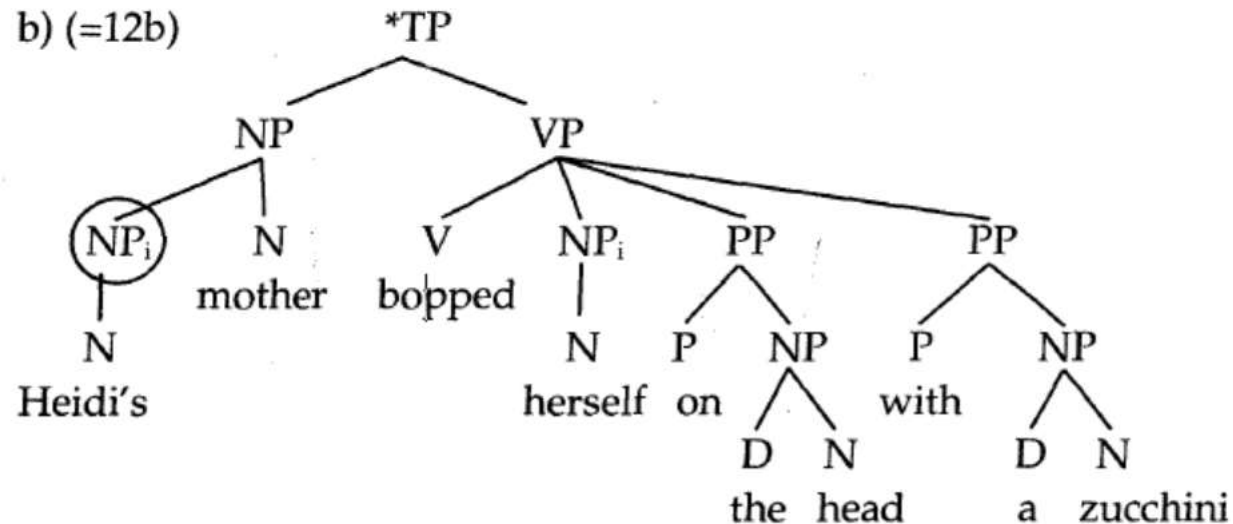 b) (=12b) *TP
NP VP
NPi N V NPi PP PP
mother bopped
N N P NP P NP
Heidi's herself on with
D N D N
the head a zucchini